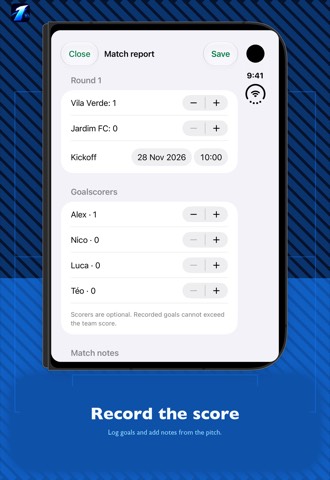 Close
Match report
Save
9:41
Round 1
Vila Verde: 1
Jardim FC: 0
Kickoff
28 Nov 2026
10:00
Goalscorers
Alex · 1
Nico · 0
Luca · 0
Téo · 0
Scorers are optional. Recorded goals cannot exceed
the team score.
Match notes
Record the score
Log goals and add notes from the pitch.